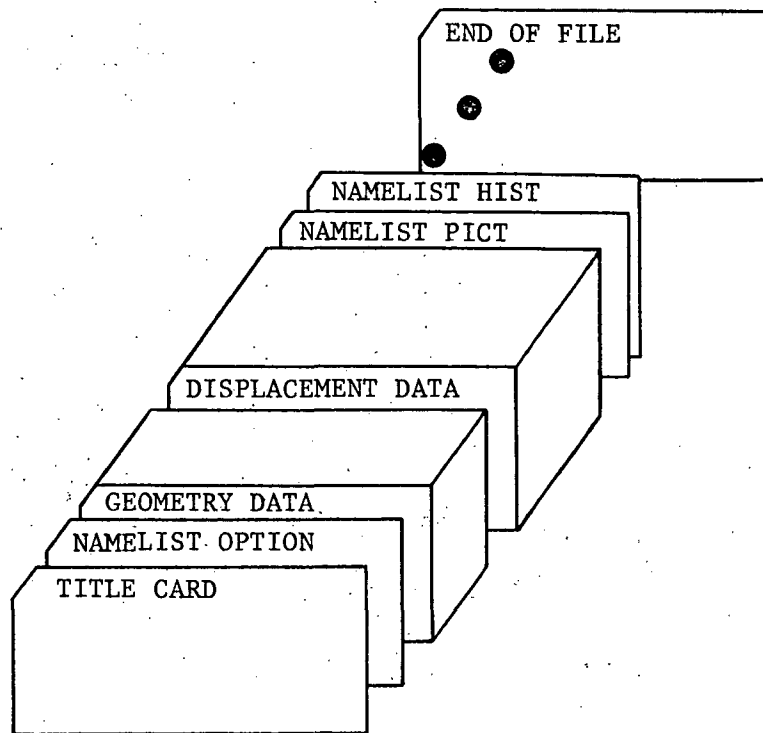 END OF FILE
NAMELIST HIST
NAMELIST PICT
DISPLACEMENT DATA
GEOMETRY DATA
NAMELIST OPTION
TITLE CARD